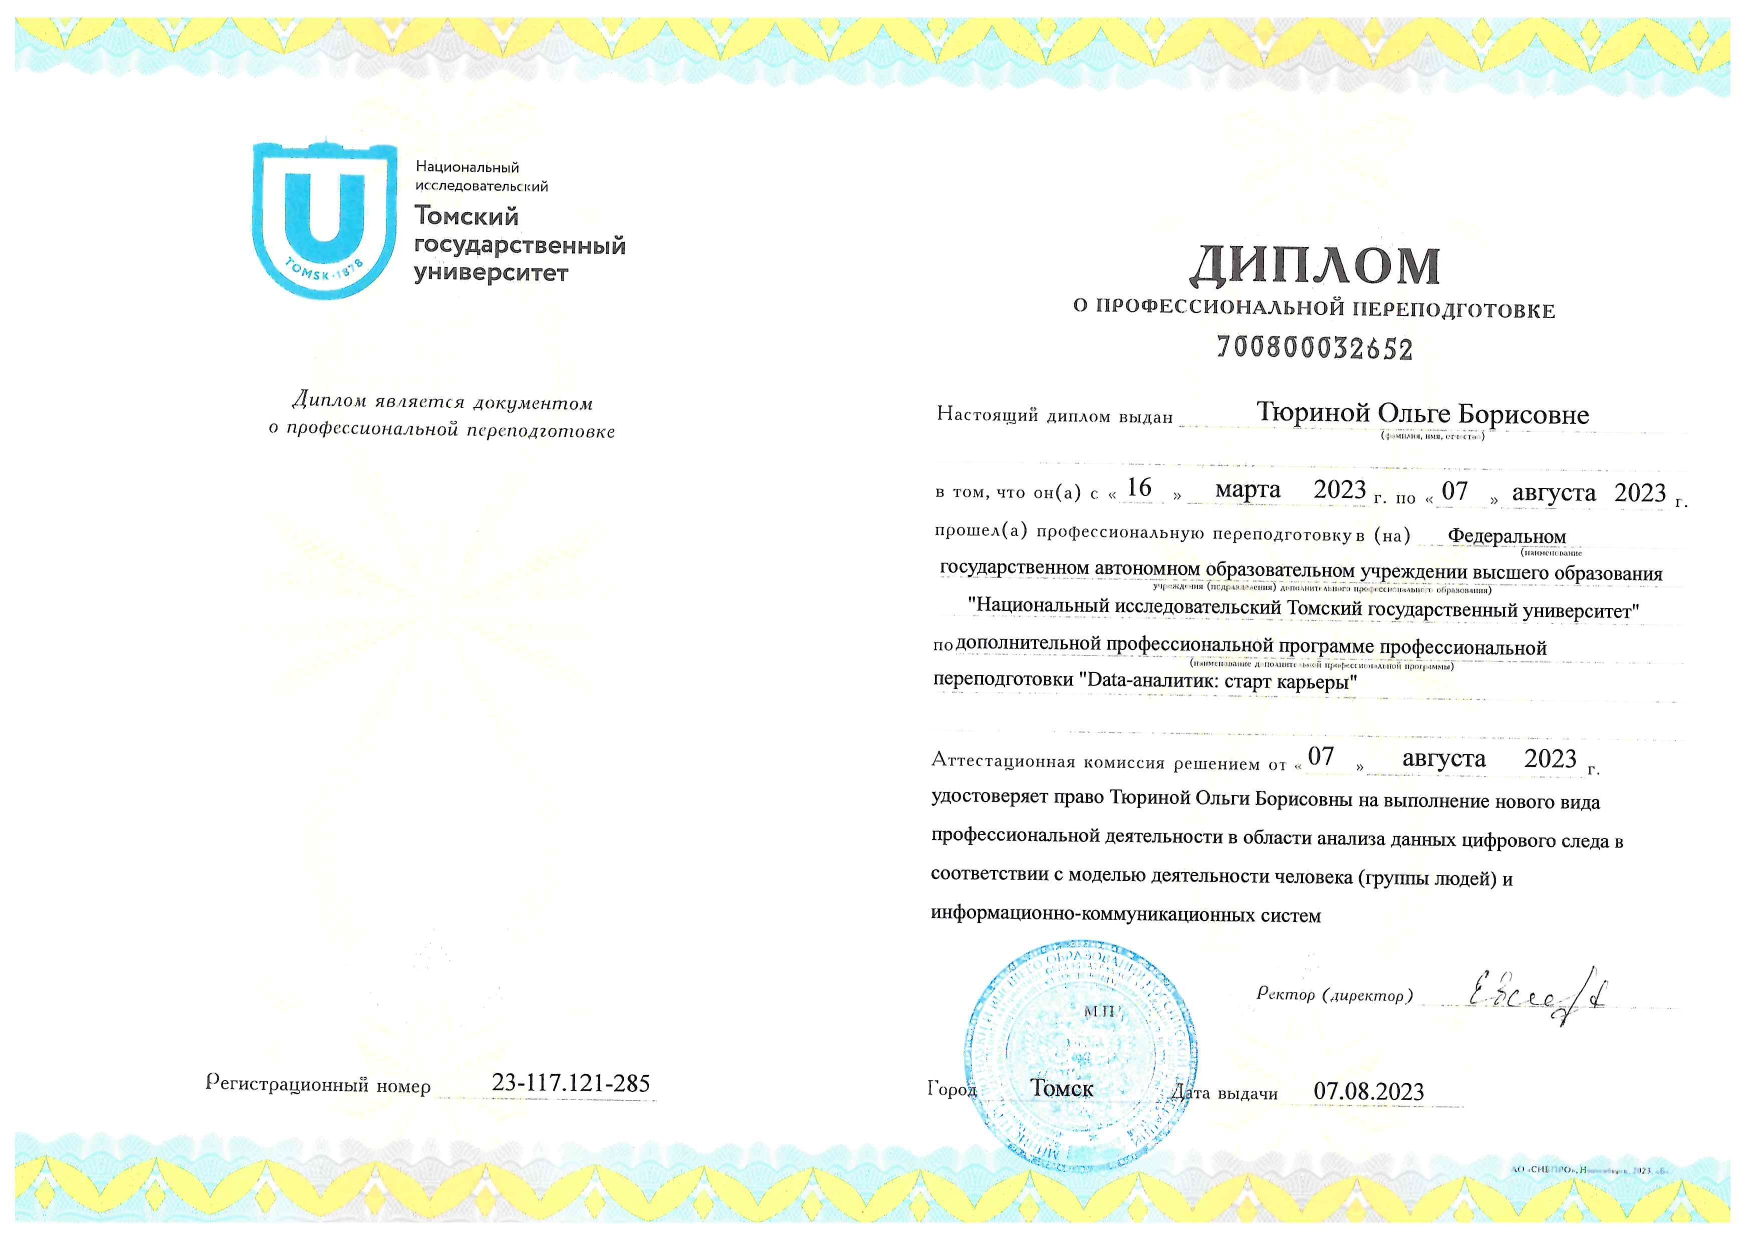 Национальный
исследовательский
Томский
государственный
университет
TOMSK·1878
Диплом является документом
о профессиональной переподготовке
Регистрационный номер 23-117.121-285
ДИПЛОМ
О ПРОФЕССИОНАЛЬНОЙ ПЕРЕПОДГОТОВКЕ
700800032652
Настоящий диплом выдан Тюриной Ольге Борисовне
(фамилия, имя, отчество)
в том, что он(а) с « 16 » марта 2023 г. по « 07 » августа 2023 г.
прошел(а) профессиональную переподготовку в (на) Федеральном
(наименование
государственном автономном образовательном учреждении высшего образования
учреждения (подразделения) дополнительного профессионального образования)
"Национальный исследовательский Томский государственный университет"
по дополнительной профессиональной программе профессиональной
(наименование дополнительной профессиональной программы)
переподготовки "Data-аналитик: старт карьеры"
Аттестационная комиссия решением от « 07 » августа 2023 г.
удостоверяет право Тюриной Ольги Борисовны на выполнение нового вида
профессиональной деятельности в области анализа данных цифрового следа в
соответствии с моделью деятельности человека (группы людей) и
информационно-коммуникационных систем
М.П.
Ректор (директор)
Город Томск Дата выдачи 07.08.2023
АО «СИБПРО», 2023